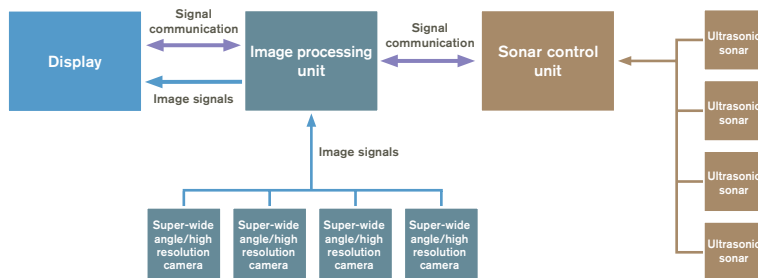 Display
Signal
communication
Image signals
Image processing
unit
Signal
communication
Sonar control
unit
Ultrasonic
sonar
Ultrasonic
sonar
Ultrasonic
sonar
Ultrasonic
sonar
Image signals
Super-wide
angle/high
resolution
camera
Super-wide
angle/high
resolution
camera
Super-wide
angle/high
resolution
camera
Super-wide
angle/high
resolution
camera